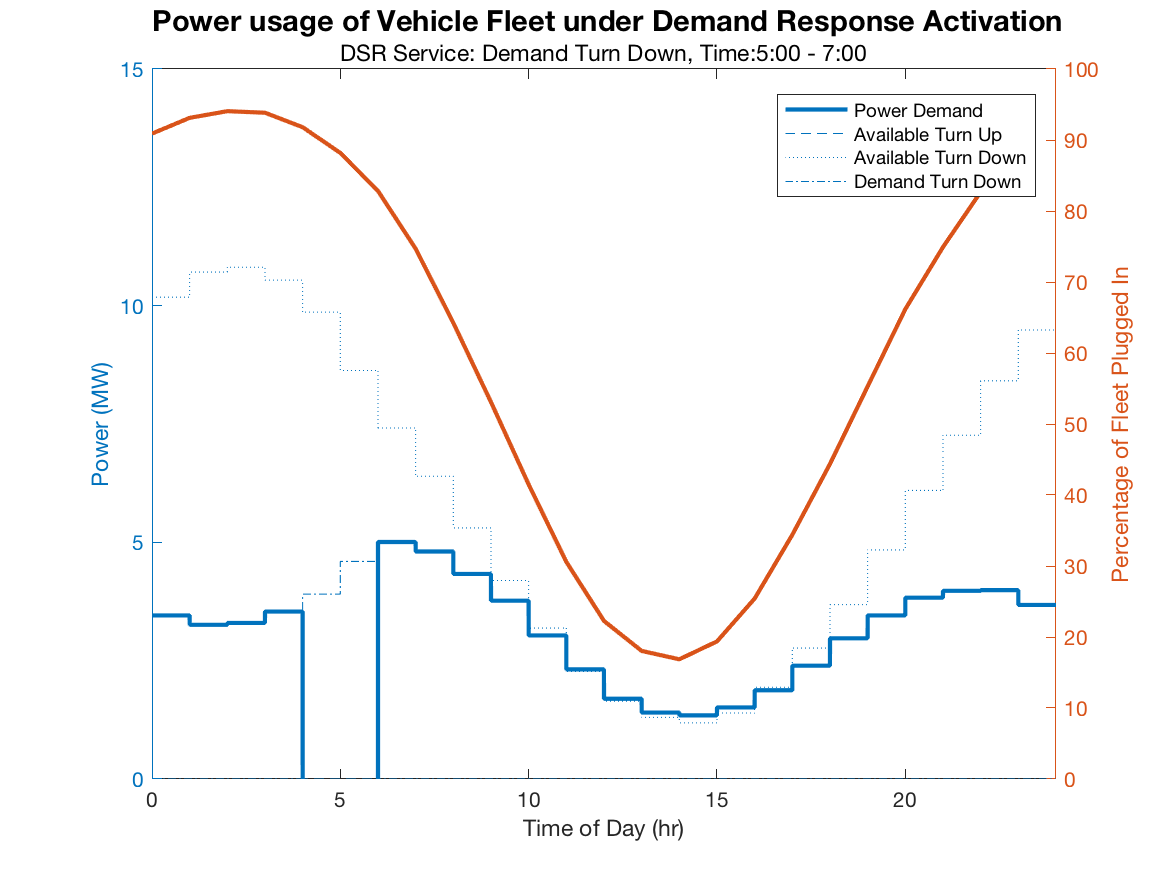 Power usage of Vehicle Fleet under Demand Response Activation
DSR Service: Demand Turn Down, Time:5:00 - 7:00
Power Demand
Available Turn Up
Available Turn Down
Demand Turn Down
15
10
5
0
Power (MW)
100
90
80
70
60
50
40
30
20
10
0
Percentage of Fleet Plugged In
0
5
10
15
20
Time of Day (hr)